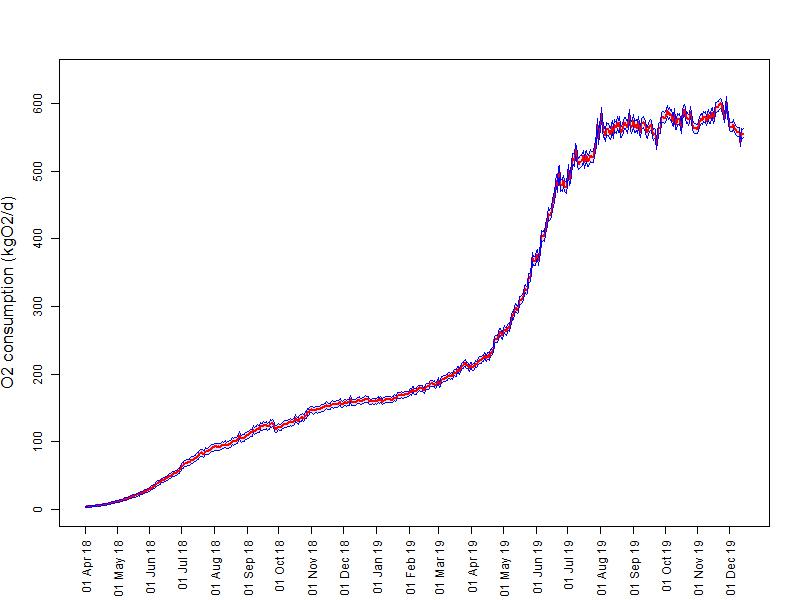 O2 consumption (kgO2/d)
600
500
400
300
200
100
0
01 Apr 18
01 May 18
01 Jun 18
01 Jul 18
01 Aug 18
01 Sep 18
01 Oct 18
01 Nov 18
01 Dec 18
01 Jan 19
01 Feb 19
01 Mar 19
01 Apr 19
01 May 19
01 Jun 19
01 Jul 19
01 Aug 19
01 Sep 19
01 Oct 19
01 Nov 19
01 Dec 19